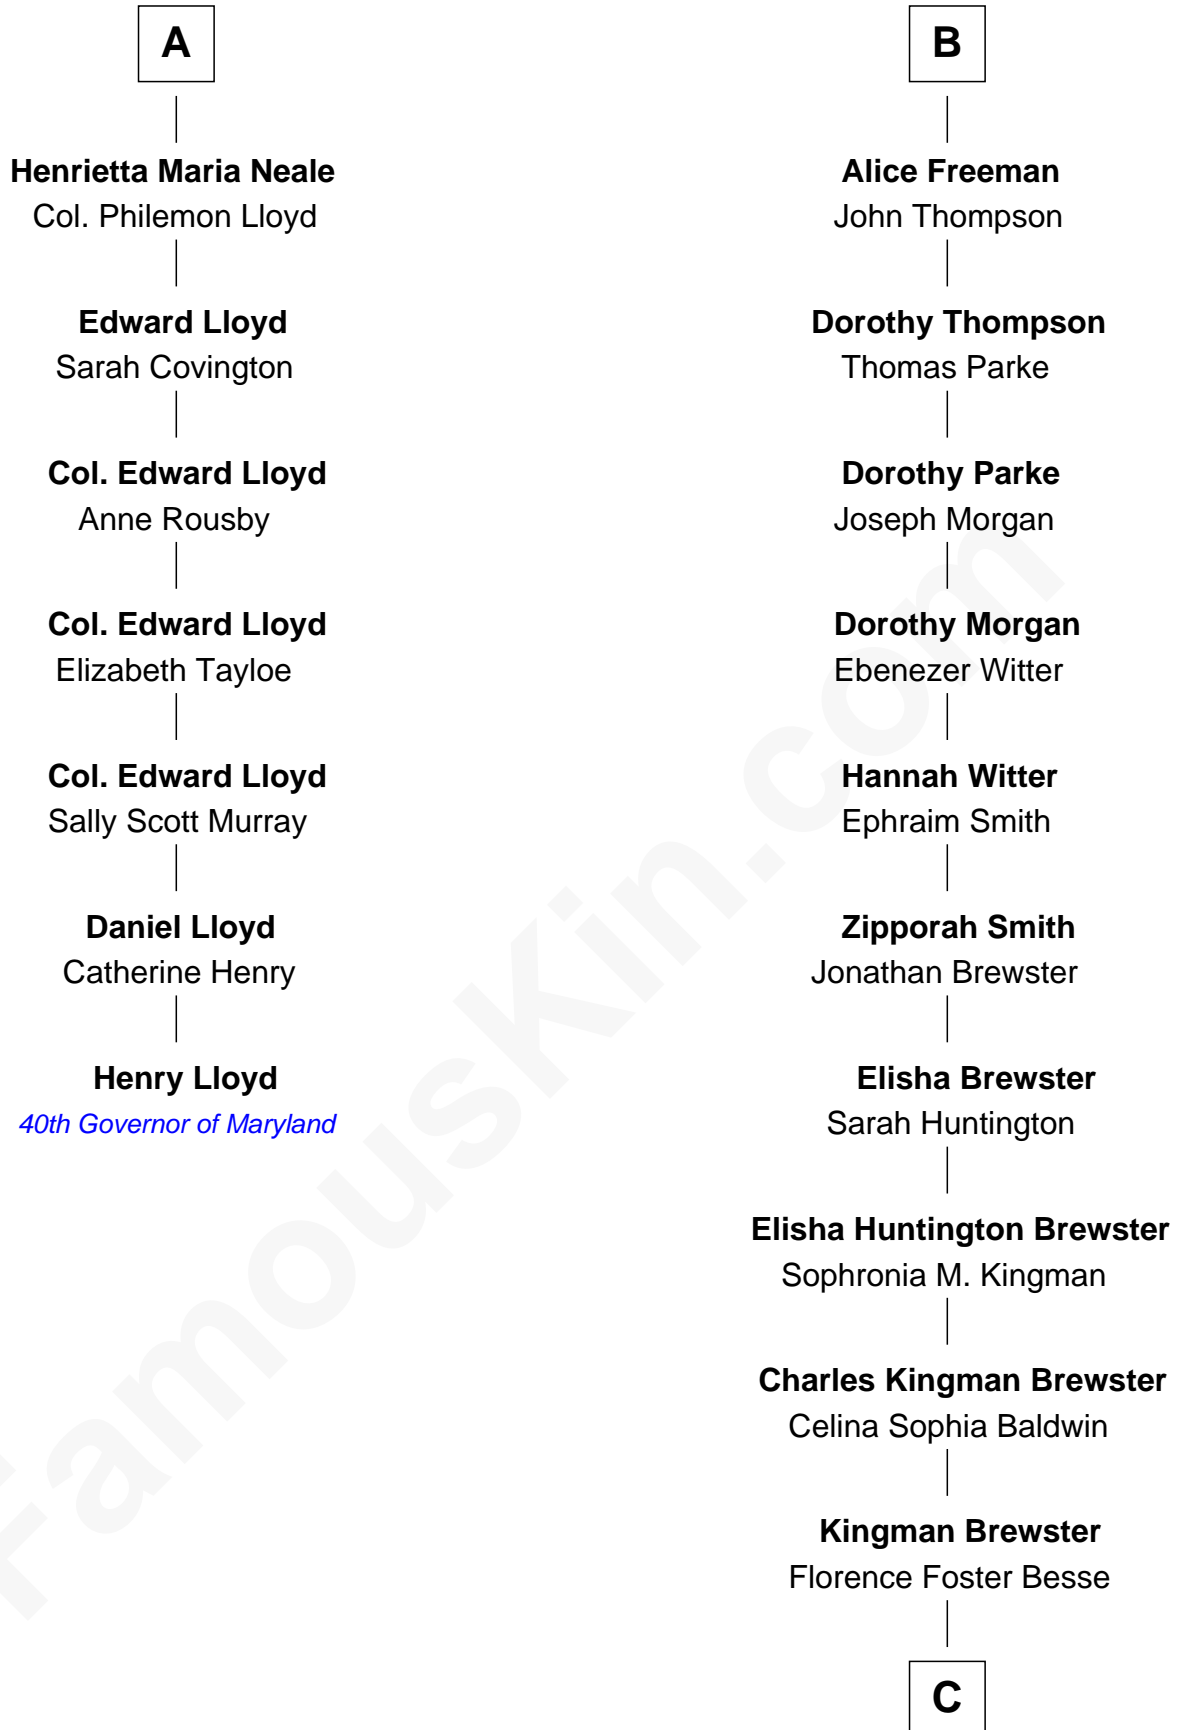 A
Henrietta Maria Neale
Col. Philemon Lloyd
Edward Lloyd
Sarah Covington
Col. Edward Lloyd
Anne Rousby
Col. Edward Lloyd
Elizabeth Tayloe
Col. Edward Lloyd
Sally Scott Murray
Daniel Lloyd
Catherine Henry
Henry Lloyd
40th Governor of Maryland
B
Alice Freeman
John Thompson
Dorothy Thompson
Thomas Parke
Dorothy Parke
Joseph Morgan
Dorothy Morgan
Ebenezer Witter
Hannah Witter
Ephraim Smith
Zipporah Smith
Jonathan Brewster
Elisha Brewster
Sarah Huntington
Elisha Huntington Brewster
Sophronia M. Kingman
Charles Kingman Brewster
Celina Sophia Baldwin
Kingman Brewster
Florence Foster Besse
C
FamousKin.com